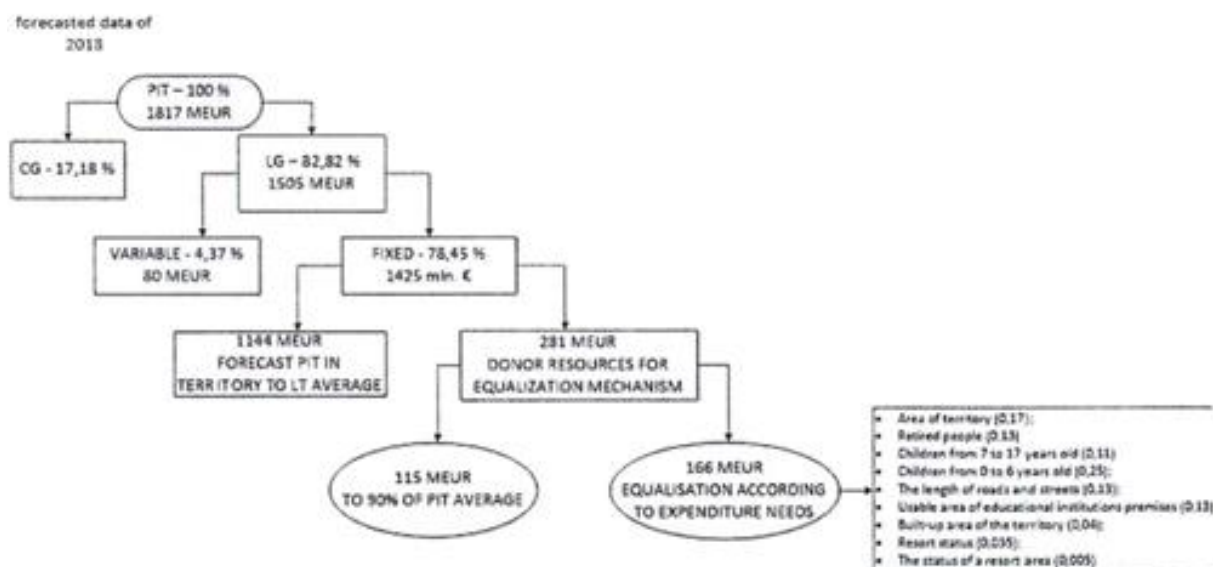 forecasted data of
2018
PIT – 100 %
1817 MEUR
CG - 17,18 %
LG – 82,82 %
1505 MEUR
VARIABLE - 4,37 %
80 MEUR
FIXED - 78,45 %
1425 mln. €
1144 MEUR
FORECAST PIT IN
TERRITORY TO LT AVERAGE
281 MEUR
DONOR RESOURCES FOR
EQUALIZATION MECHANISM
115 MEUR
TO 90% OF PIT AVERAGE
166 MEUR
EQUALISATION ACCORDING
TO EXPENDITURE NEEDS
• Area of territory (0,17);
• Retired people (0,13)
• Children from 7 to 17 years old (0,11)
• Children from 0 to 6 years old (0,25);
• The length of roads and streets (0,13);
• Usable area of educational institutions premises (0,13)
• Built-up area of the territory (0,04);
• Resort status (0,035);
• The status of a resort area (0,005)